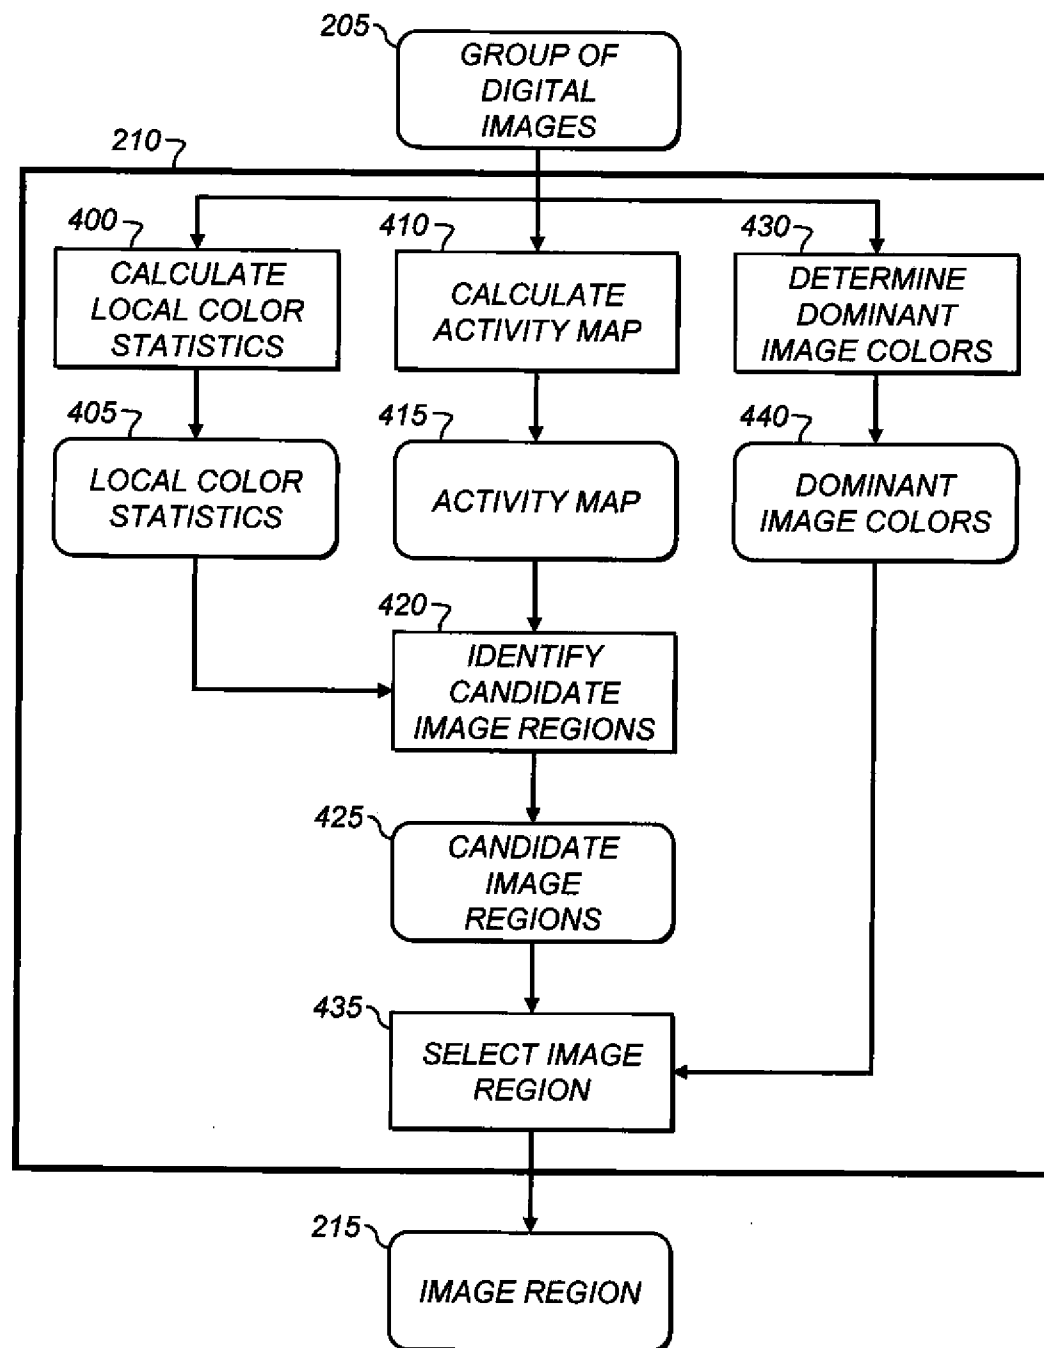 205
GROUP OF
DIGITAL
IMAGES
210
400
CALCULATE
LOCAL COLOR
STATISTICS
410
CALCULATE
ACTIVITY MAP
430
DETERMINE
DOMINANT
IMAGE COLORS
405
LOCAL COLOR
STATISTICS
415
ACTIVITY MAP
440
DOMINANT
IMAGE COLORS
420
IDENTIFY
CANDIDATE
IMAGE REGIONS
425
CANDIDATE
IMAGE
REGIONS
435
SELECT IMAGE
REGION
215
IMAGE REGION